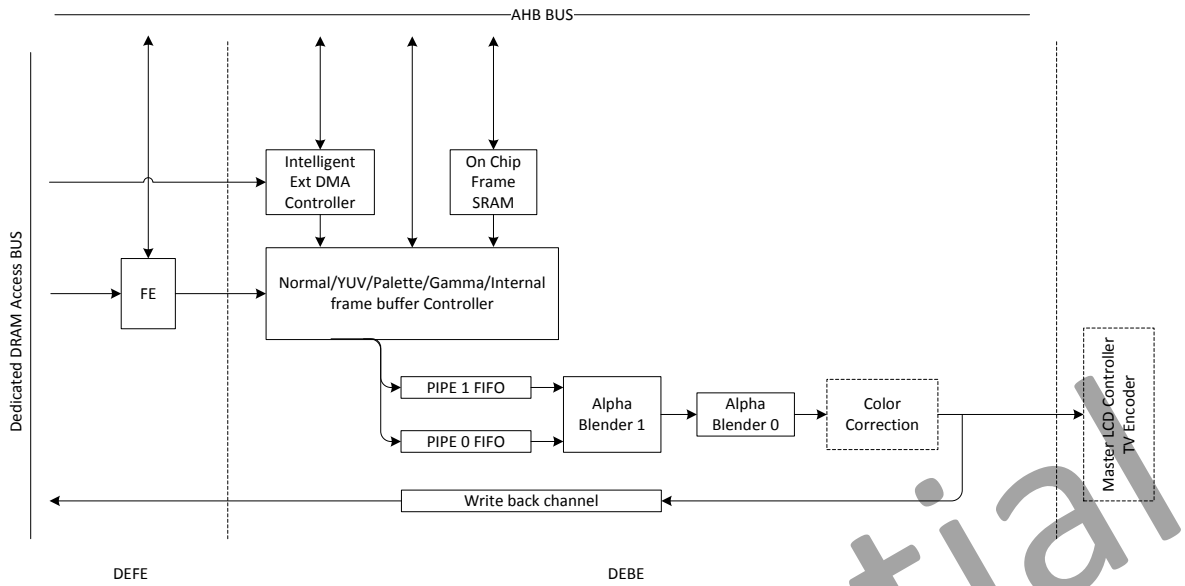 AHB BUS
Dedicated DRAM Access BUS
Intelligent
Ext DMA
Controller
On Chip
Frame
SRAM
FE
Normal/YUV/Palette/Gamma/Internal
frame buffer Controller
PIPE 1 FIFO
PIPE 0 FIFO
Alpha
Blender 1
Alpha
Blender 0
Color
Correction
Master LCD Controller
TV Encoder
Write back channel
DEFE
DEBE
tial